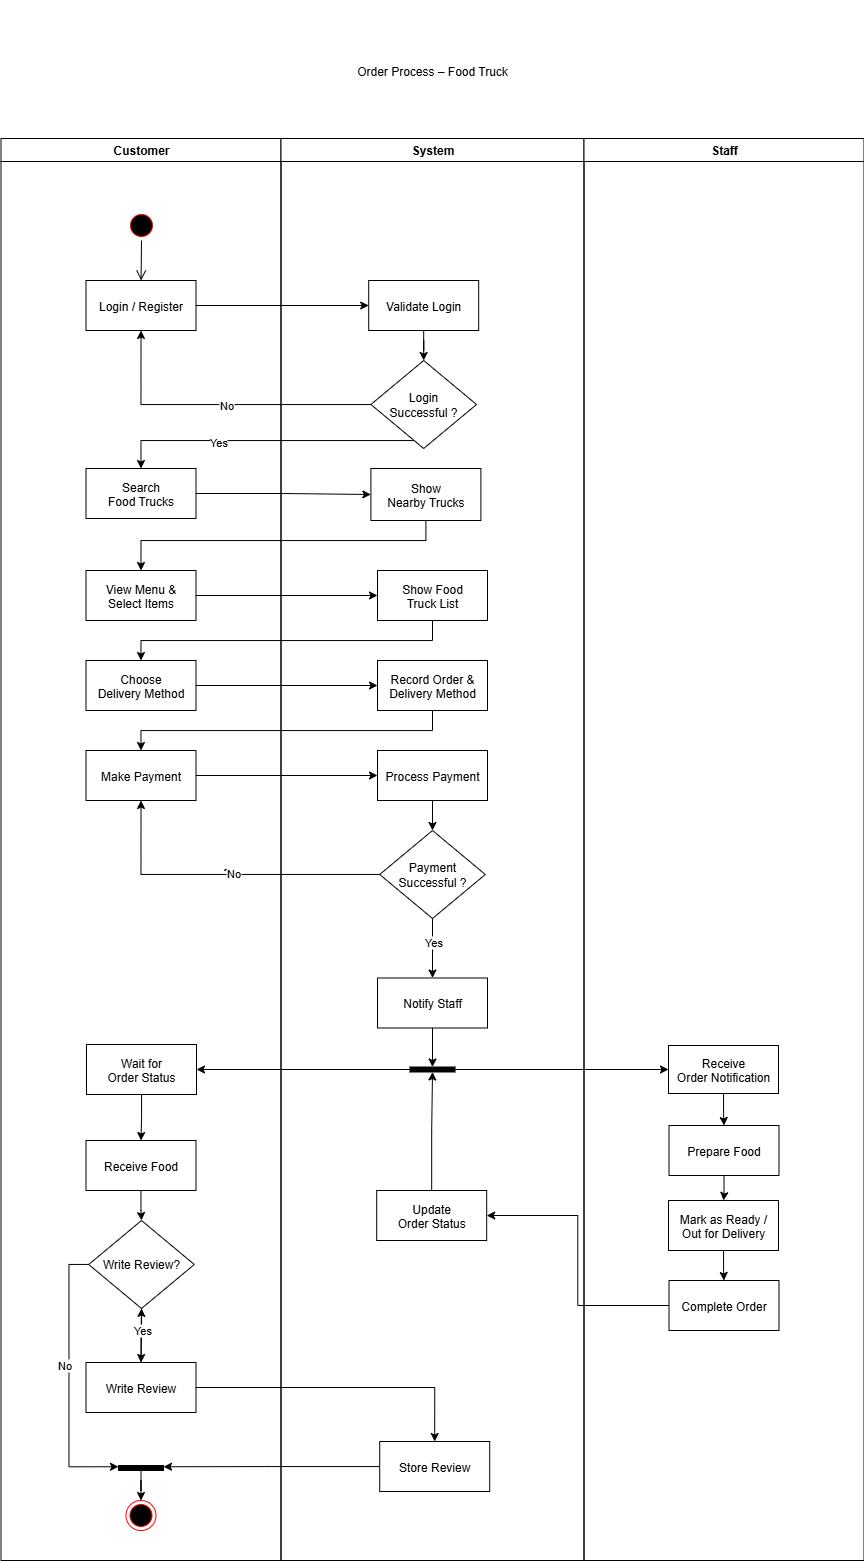 Order Process – Food Truck
Customer
System
Staff
Login / Register
Validate Login
Login
Successful ?
No
Yes
Search
Food Trucks
Show
Nearby Trucks
View Menu &
Select Items
Show Food
Truck List
Choose
Delivery Method
Record Order &
Delivery Method
Make Payment
Process Payment
Payment
Successful ?
No
Yes
Notify Staff
Wait for
Order Status
Receive
Order Notification
Receive Food
Prepare Food
Update
Order Status
Mark as Ready /
Out for Delivery
Write Review?
Complete Order
Yes
No
Write Review
Store Review